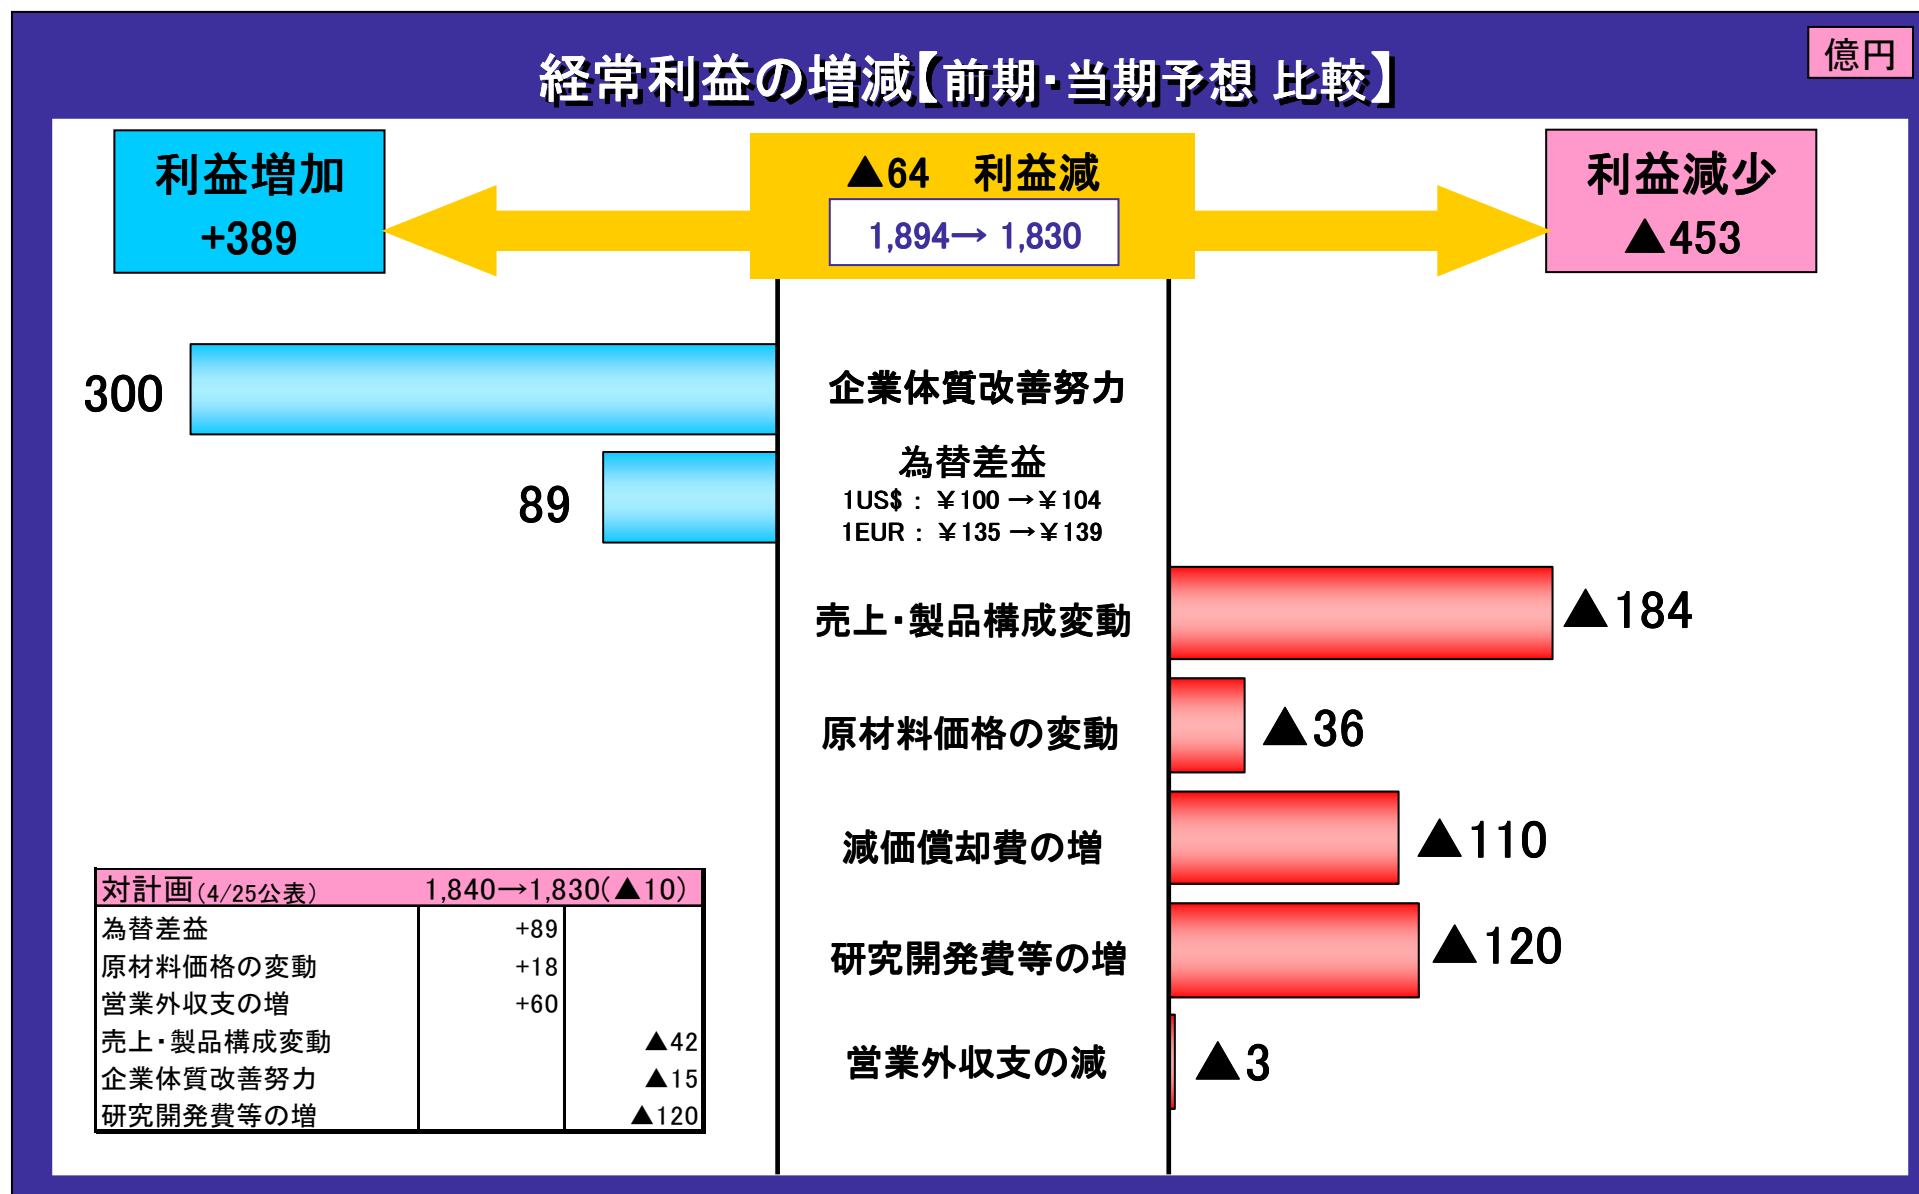 経常利益の増減【前期・当期予想 比較】
億円
利益増加
+389
▲64 利益減
1,894→ 1,830
利益減少
▲453
300
企業体質改善努力
89
為替差益
1US$ : ￥100 →￥104
1EUR : ￥135 →￥139
売上・製品構成変動
▲184
原材料価格の変動
▲36
減価償却費の増
▲110
研究開発費等の増
▲120
営業外収支の減
▲3
対計画(4/25公表) 1,840→1,830(▲10)
為替差益 +89
原材料価格の変動 +18
営業外収支の増 +60
売上・製品構成変動 ▲42
企業体質改善努力 ▲15
研究開発費等の増 ▲120